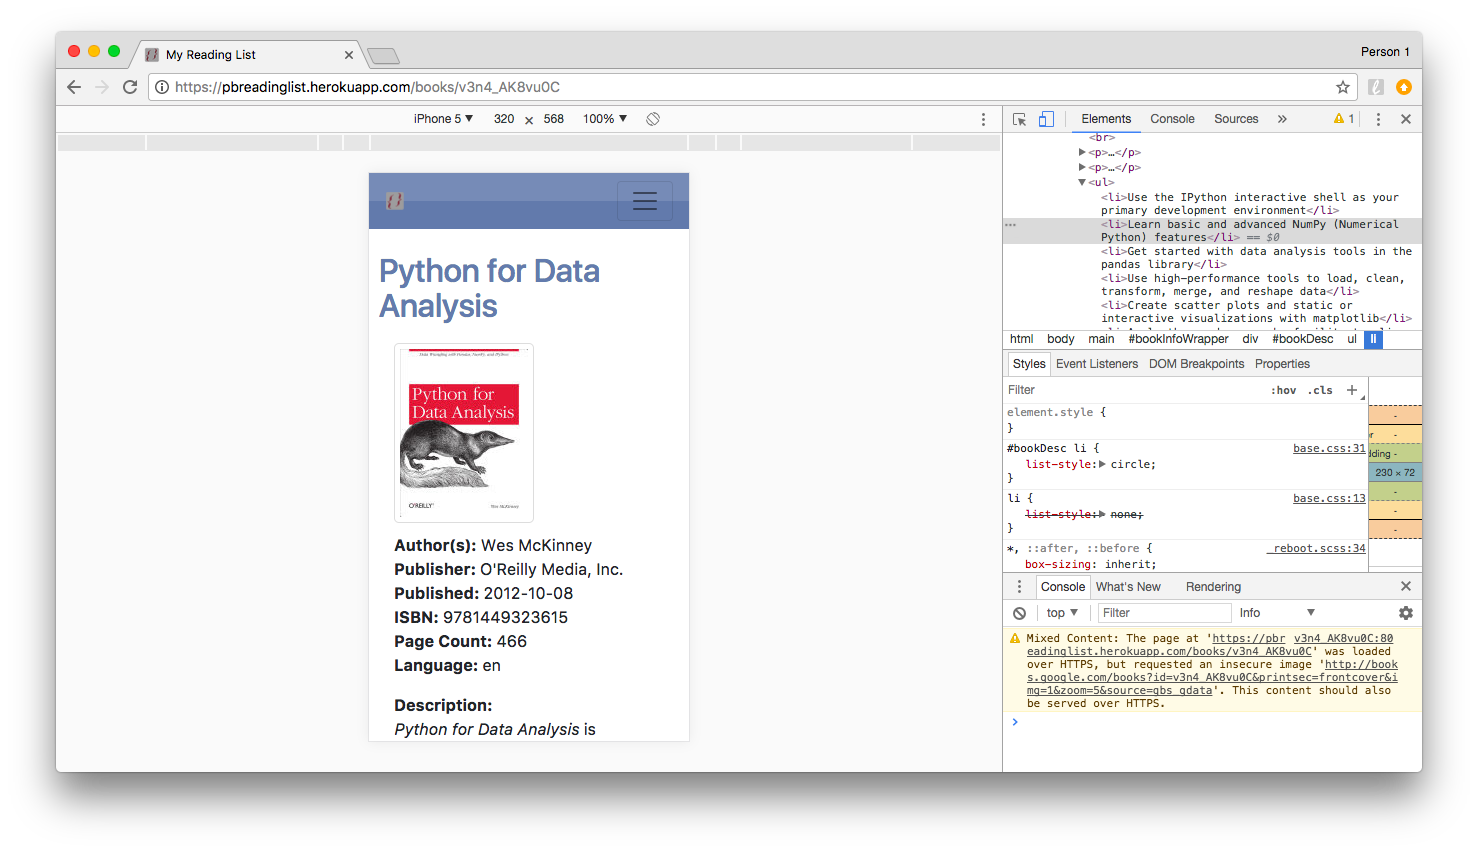 My Reading List
Person 1
https://pbreadinglist.herokuapp.com/books/v3n4_AK8vu0C
iPhone 5 ▼ 320 × 568 100% ▼
Python for Data
Analysis
Data Wrangling with Pandas, NumPy, and IPython
Python for
Data Analysis
O'REILLY
Wes McKinney
Author(s): Wes McKinney
Publisher: O'Reilly Media, Inc.
Published: 2012-10-08
ISBN: 9781449323615
Page Count: 466
Language: en
Description:
Python for Data Analysis is
Elements Console Sources » 1
<br>
▶<p>…</p>
▶<p>…</p>
▼<ul>
<li>Use the IPython interactive shell as your
primary development environment</li>
<li>Learn basic and advanced NumPy (Numerical
Python) features</li> == $0
<li>Get started with data analysis tools in the
pandas library</li>
<li>Use high-performance tools to load, clean,
transform, merge, and reshape data</li>
<li>Create scatter plots and static or
interactive visualizations with matplotlib</li>
html body main #bookInfoWrapper div #bookDesc ul li
Styles Event Listeners DOM Breakpoints Properties
Filter :hov .cls +
element.style {
}
#bookDesc li { base.css:31
list-style:▶ circle;
}
li { base.css:13
list-style:▶ none;
}
*, ::after, ::before { _reboot.scss:34
box-sizing: inherit;
-
r -
dding -
230 × 72
-
-
-
Console What's New Rendering
top ▼ Filter Info ▼
Mixed Content: The page at 'https://pbr v3n4_AK8vu0C:80
eadinglist.herokuapp.com/books/v3n4_AK8vu0C' was loaded
over HTTPS, but requested an insecure image 'http://book
s.google.com/books?id=v3n4_AK8vu0C&printsec=frontcover&i
mg=1&zoom=5&source=gbs_gdata'. This content should also
be served over HTTPS.